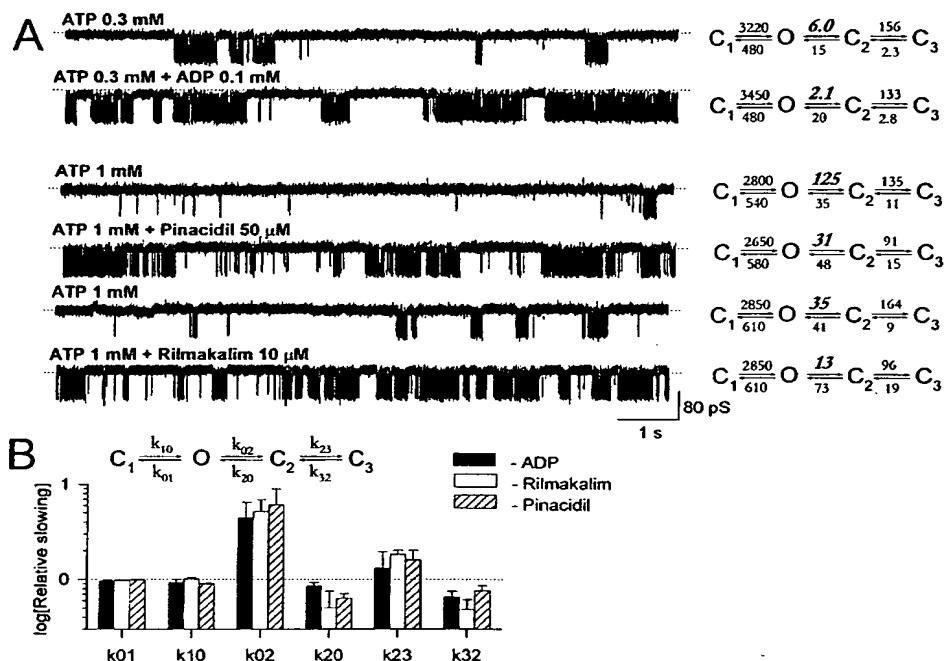 A
ATP 0.3 mM
C1 3220 480 O 6.0 15 C2 156 2.3 C3
ATP 0.3 mM + ADP 0.1 mM
C1 3450 480 O 2.1 20 C2 133 2.8 C3
ATP 1 mM
C1 2800 540 O 125 35 C2 135 11 C3
ATP 1 mM + Pinacidil 50 µM
C1 2650 580 O 31 48 C2 91 15 C3
ATP 1 mM
C1 2850 610 O 35 41 C2 164 9 C3
ATP 1 mM + Rilmakalim 10 µM
C1 2850 610 O 13 73 C2 96 19 C3
80 pS
1 s
B
C1 k10 k01 O k02 k20 C2 k23 k32 C3
- ADP
- Rilmakalim
- Pinacidil
log[Relative slowing]
1
0
k01 k10 k02 k20 k23 k32